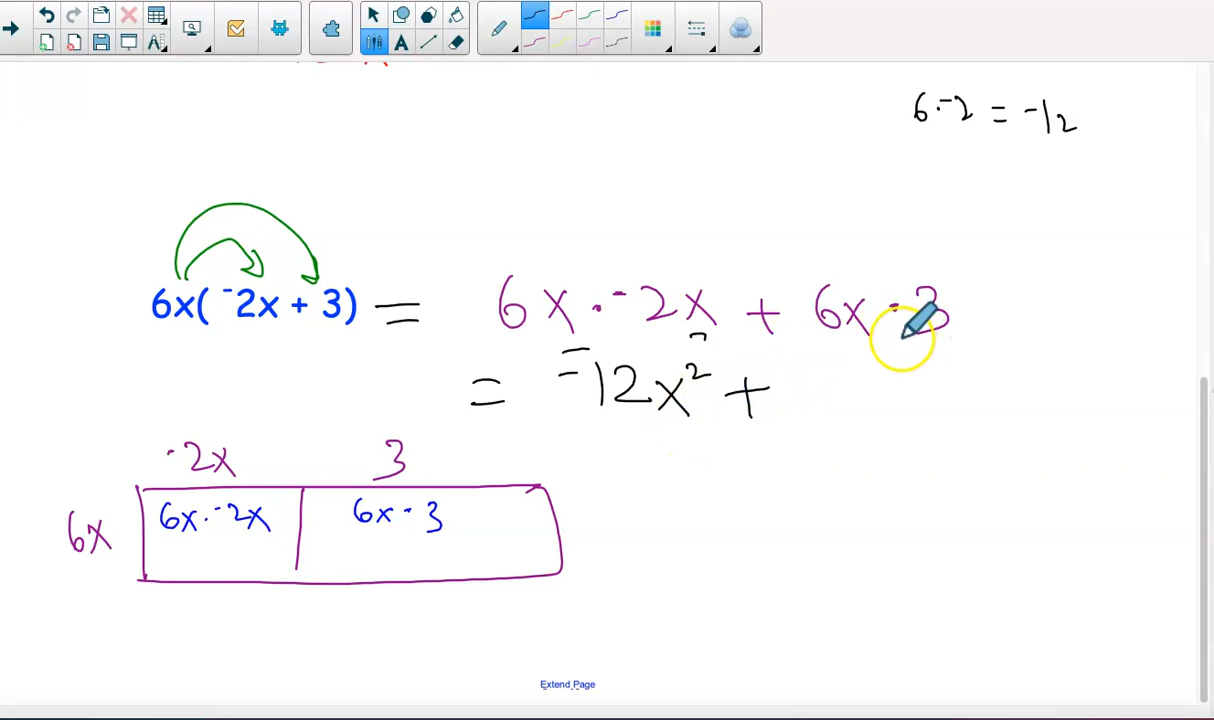 6·⁻2 = ⁻12
6x(⁻2x + 3) = 6x·⁻2x + 6x·3
= ⁻12x² +
⁻2x 3
6x 6x·⁻2x 6x·3
Extend Page